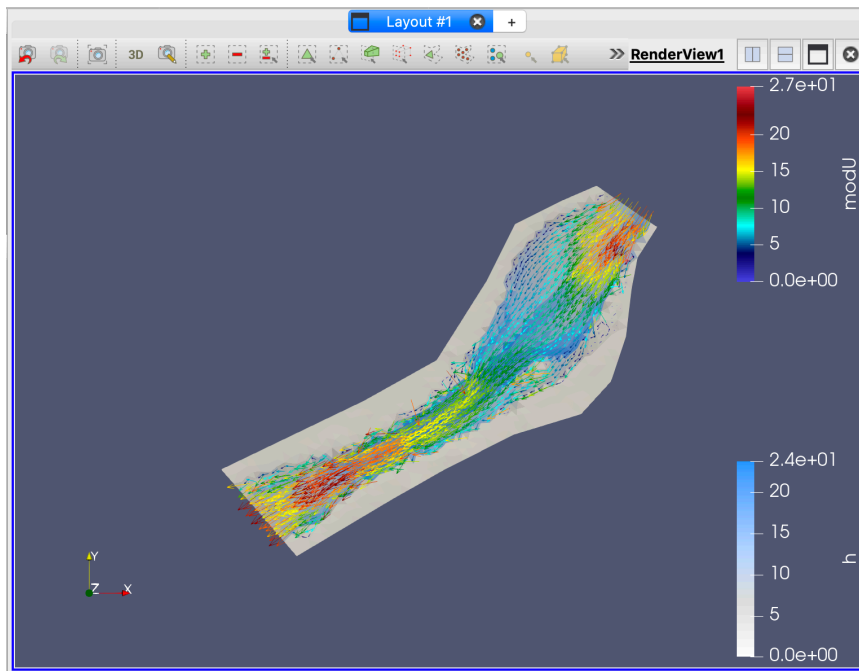 Layout #1
+
3D
RenderView1
2.7e+01
20
15
10
5
0.0e+00
modU
2.4e+01
20
15
10
5
0.0e+00
h
Y
Z
X